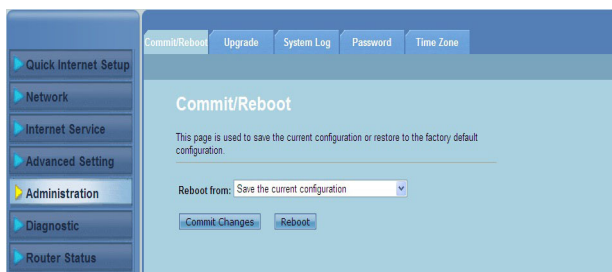 Commit/Reboot Upgrade System Log Password Time Zone
Quick Internet Setup
Network
Internet Service
Advanced Setting
Administration
Diagnostic
Router Status
Commit/Reboot
This page is used to save the current configuration or restore to the factory default
configuration.
Reboot from: Save the current configuration
Commit Changes Reboot